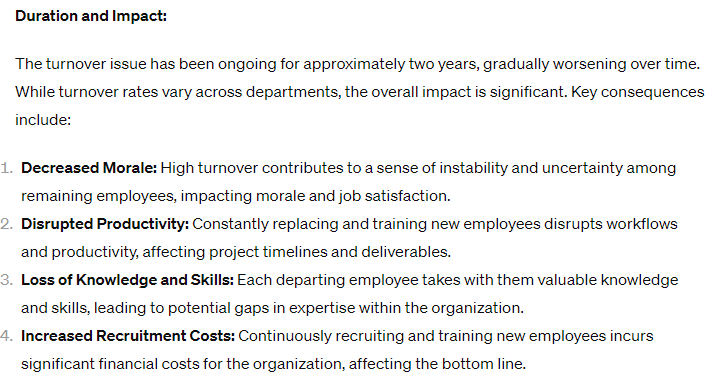 Duration and Impact:
The turnover issue has been ongoing for approximately two years, gradually worsening over time.
While turnover rates vary across departments, the overall impact is significant. Key consequences
include:
1. Decreased Morale: High turnover contributes to a sense of instability and uncertainty among
remaining employees, impacting morale and job satisfaction.
2. Disrupted Productivity: Constantly replacing and training new employees disrupts workflows
and productivity, affecting project timelines and deliverables.
3. Loss of Knowledge and Skills: Each departing employee takes with them valuable knowledge
and skills, leading to potential gaps in expertise within the organization.
4. Increased Recruitment Costs: Continuously recruiting and training new employees incurs
significant financial costs for the organization, affecting the bottom line.